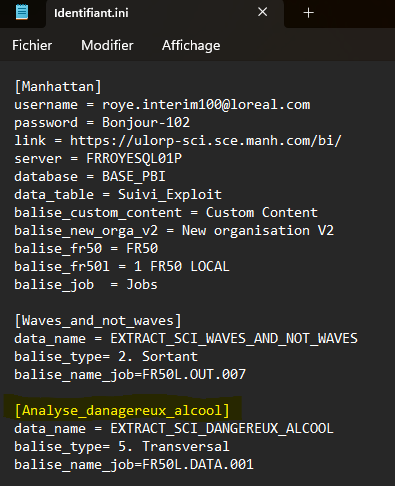 Identifiant.ini
Fichier Modifier Affichage
[Manhattan]
username = roye.interim100@loreal.com
password = Bonjour-102
link = https://ulorp-sci.sce.manh.com/bi/
server = FRROYESQL01P
database = BASE_PBI
data_table = Suivi_Exploit
balise_custom_content = Custom Content
balise_new_orga_v2 = New organisation V2
balise_fr50 = FR50
balise_fr50l = 1 FR50 LOCAL
balise_job  = Jobs
[Waves_and_not_waves]
data_name = EXTRACT_SCI_WAVES_AND_NOT_WAVES
balise_type= 2. Sortant
balise_name_job=FR50L.OUT.007
[Analyse_danagereux_alcool]
data_name = EXTRACT_SCI_DANGEREUX_ALCOOL
balise_type= 5. Transversal
balise_name_job=FR50L.DATA.001